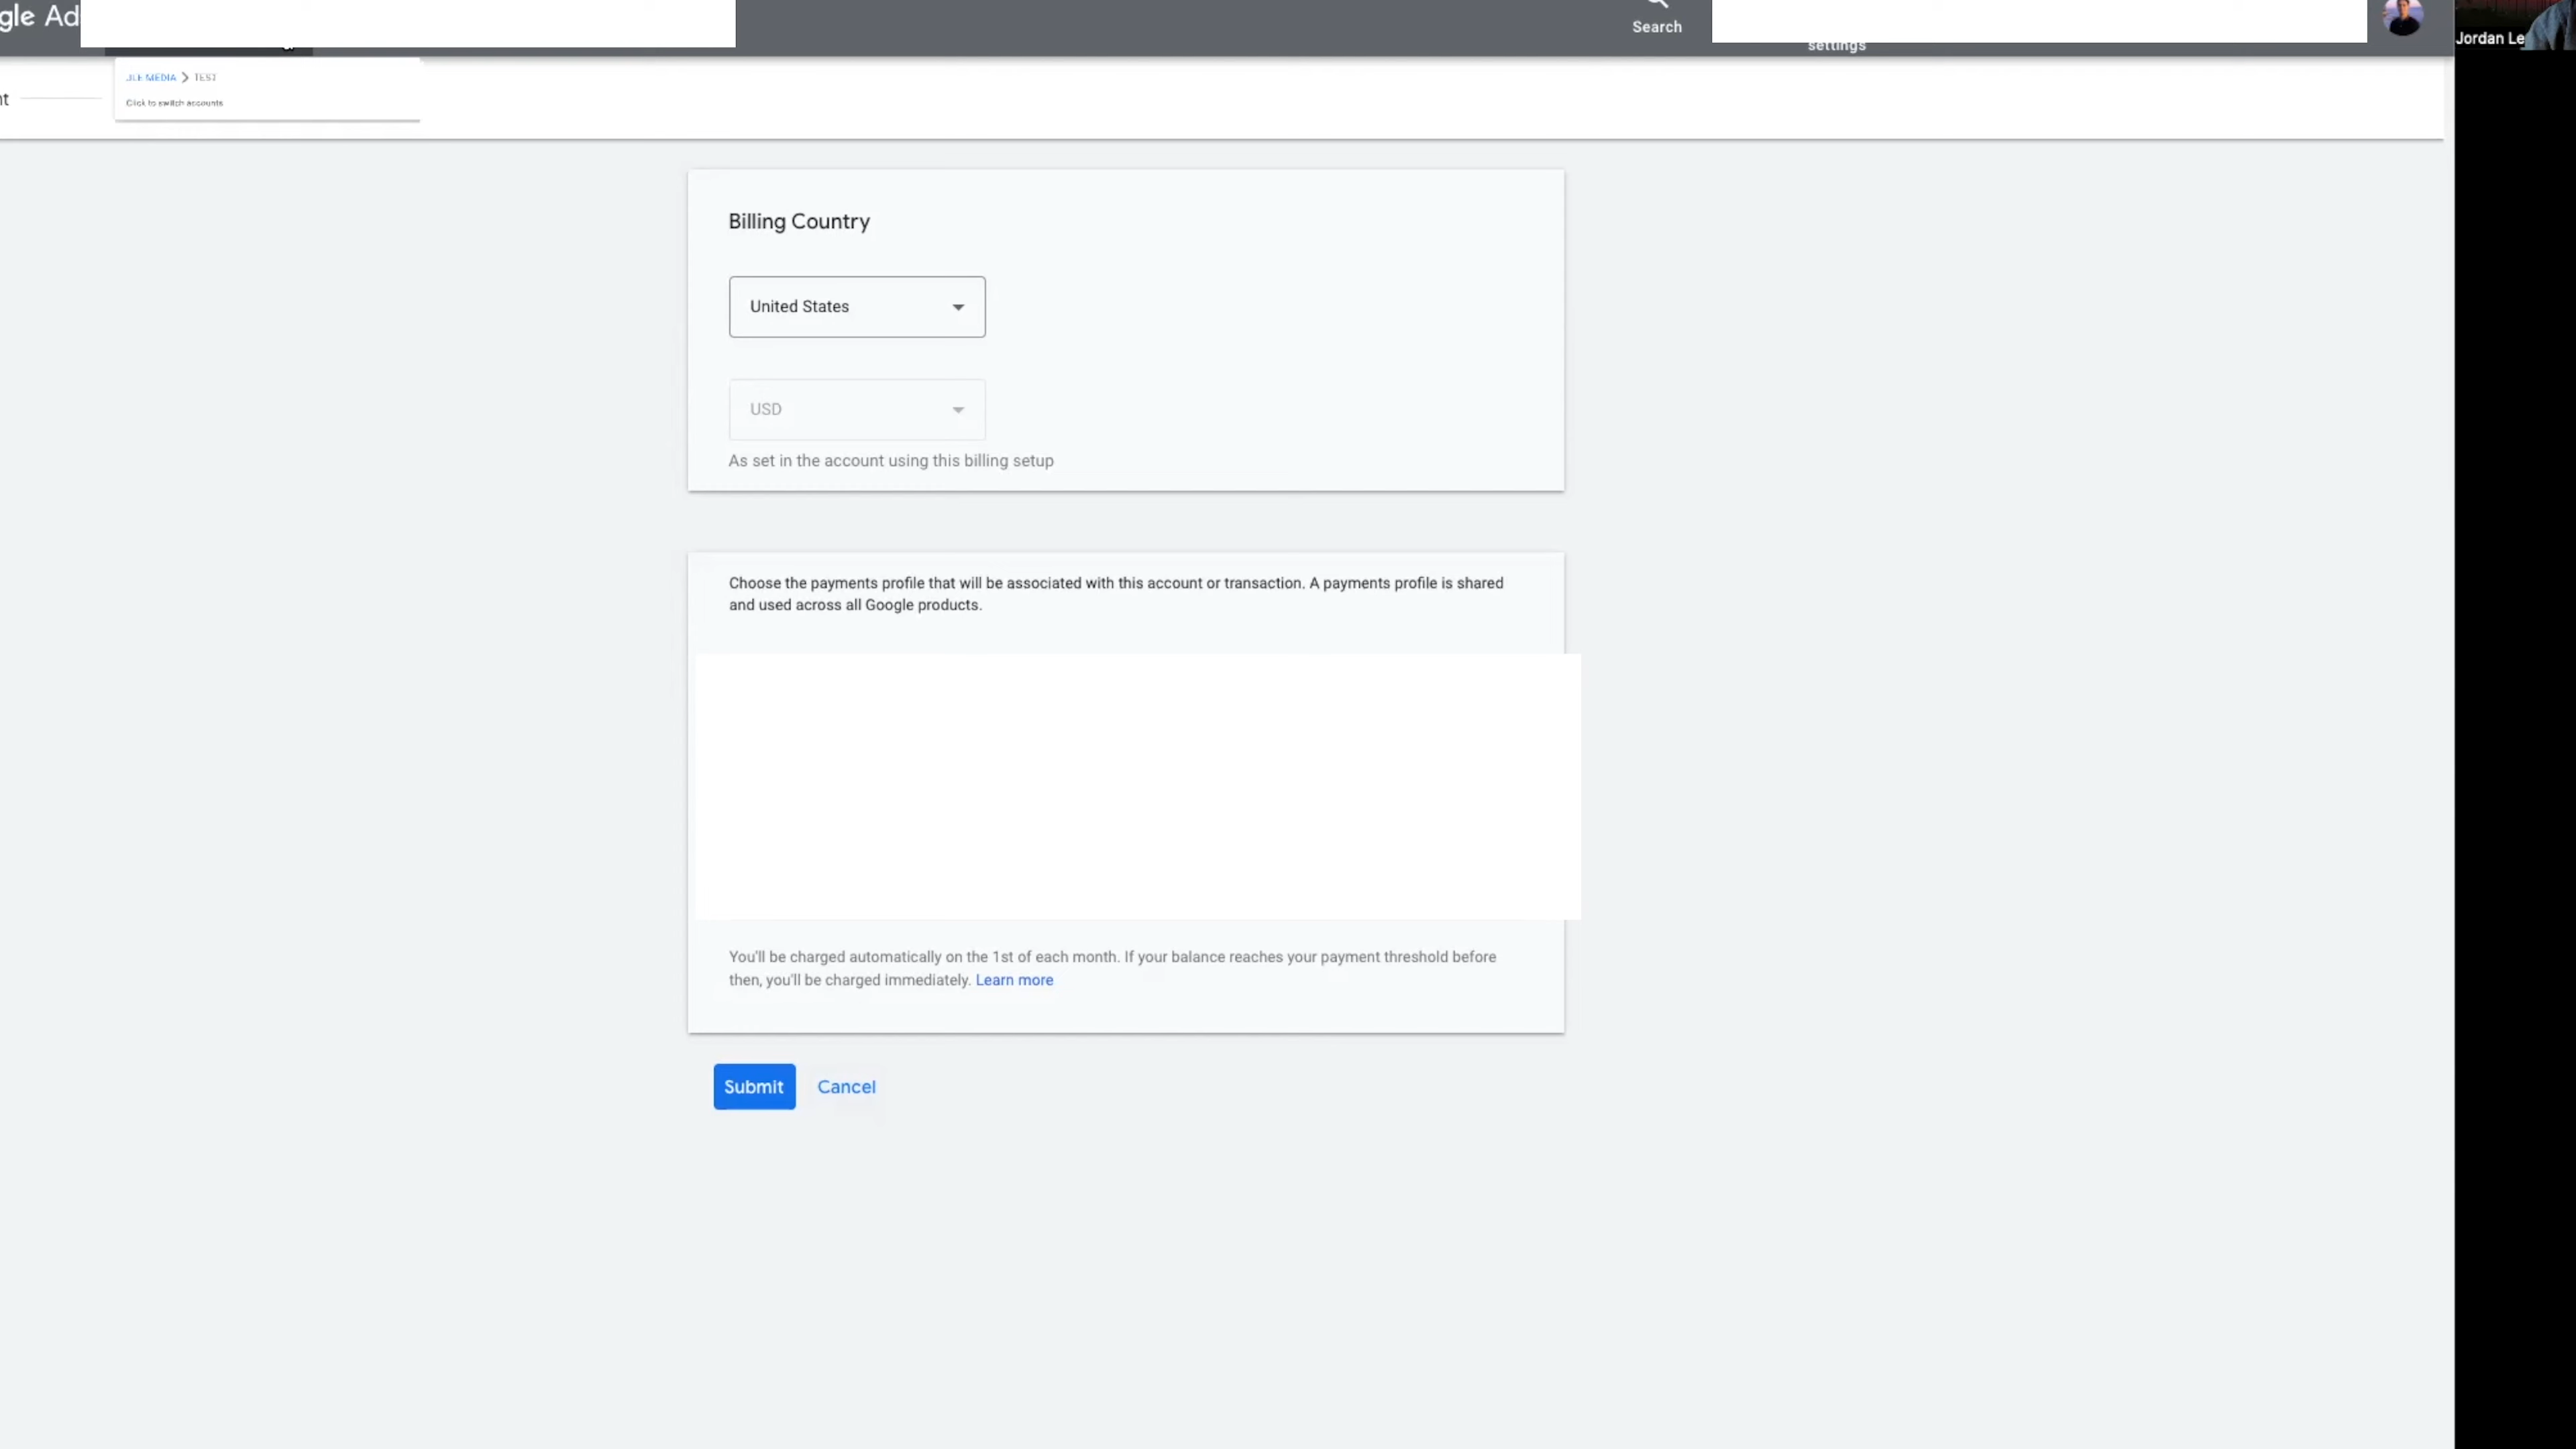 gle Ad
Search
settings
Jordan Le
JLE MEDIA > TEST
Click to switch accounts
nt
Billing Country
United States
USD
As set in the account using this billing setup
Choose the payments profile that will be associated with this account or transaction. A payments profile is shared
and used across all Google products.
You'll be charged automatically on the 1st of each month. If your balance reaches your payment threshold before
then, you'll be charged immediately. Learn more
Submit Cancel